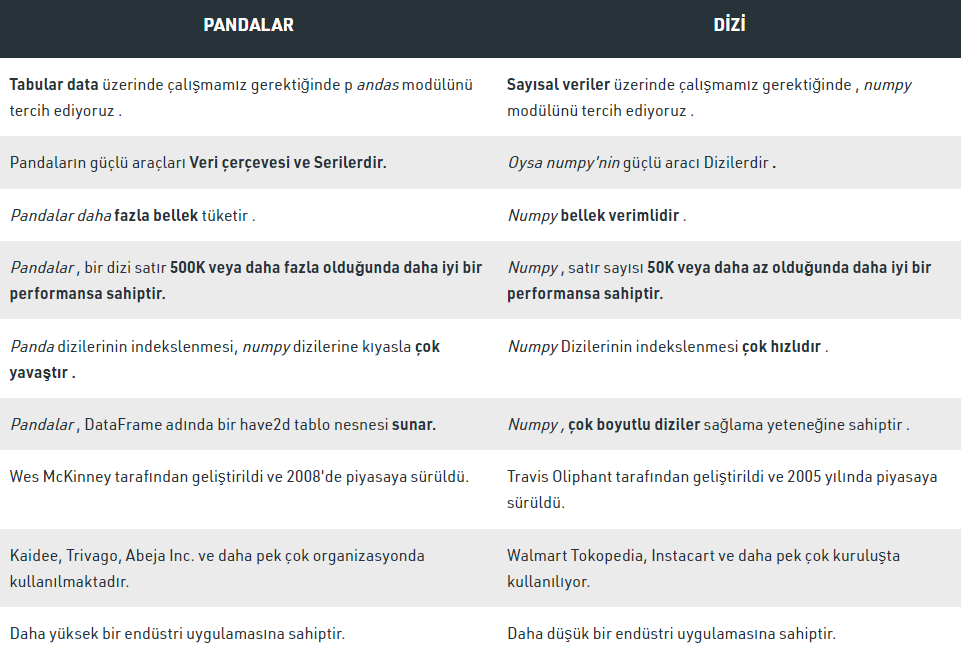 PANDALAR
DİZİ
Tabular data üzerinde çalışmamız gerektiğinde p andas modülünü
tercih ediyoruz .
Sayısal veriler üzerinde çalışmamız gerektiğinde , numpy
modülünü tercih ediyoruz .
Pandaların güçlü araçları Veri çerçevesi ve Serilerdir.
Oysa numpy'nin güçlü aracı Dizilerdir .
Pandalar daha fazla bellek tüketir .
Numpy bellek verimlidir .
Pandalar , bir dizi satır 500K veya daha fazla olduğunda daha iyi bir
performansa sahiptir.
Numpy , satır sayısı 50K veya daha az olduğunda daha iyi bir
performansa sahiptir.
Panda dizilerinin indekslenmesi, numpy dizilerine kıyasla çok
yavaştır .
Numpy Dizilerinin indekslenmesi çok hızlıdır .
Pandalar , DataFrame adında bir have2d tablo nesnesi sunar.
Numpy , çok boyutlu diziler sağlama yeteneğine sahiptir .
Wes McKinney tarafından geliştirildi ve 2008'de piyasaya sürüldü.
Travis Oliphant tarafından geliştirildi ve 2005 yılında piyasaya
sürüldü.
Kaidee, Trivago, Abeja Inc. ve daha pek çok organizasyonda
kullanılmaktadır.
Walmart Tokopedia, Instacart ve daha pek çok kuruluşta
kullanılıyor.
Daha yüksek bir endüstri uygulamasına sahiptir.
Daha düşük bir endüstri uygulamasına sahiptir.